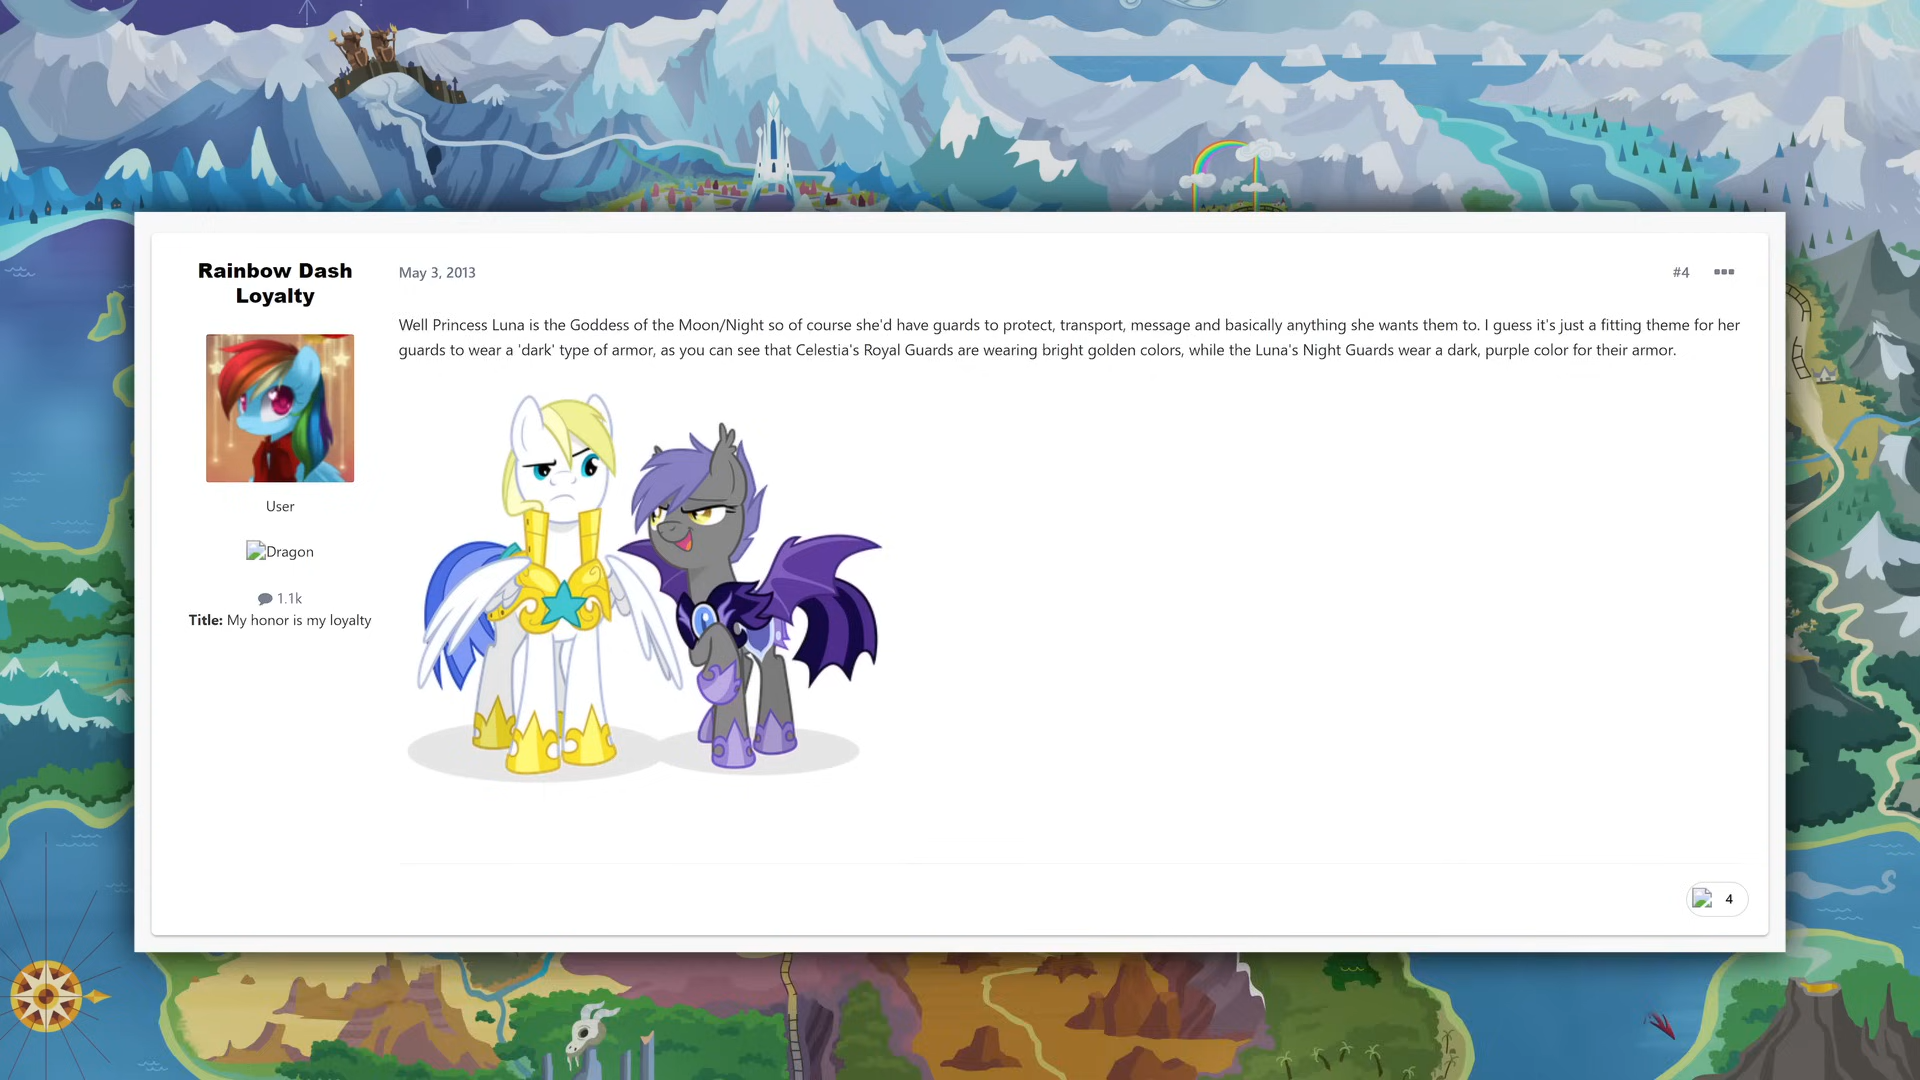 Rainbow Dash
Loyalty
May 3, 2013
#4
Well Princess Luna is the Goddess of the Moon/Night so of course she'd have guards to protect, transport, message and basically anything she wants them to. I guess it's just a fitting theme for her
guards to wear a 'dark' type of armor, as you can see that Celestia's Royal Guards are wearing bright golden colors, while the Luna's Night Guards wear a dark, purple color for their armor.
User
Dragon
1.1k
Title: My honor is my loyalty
4